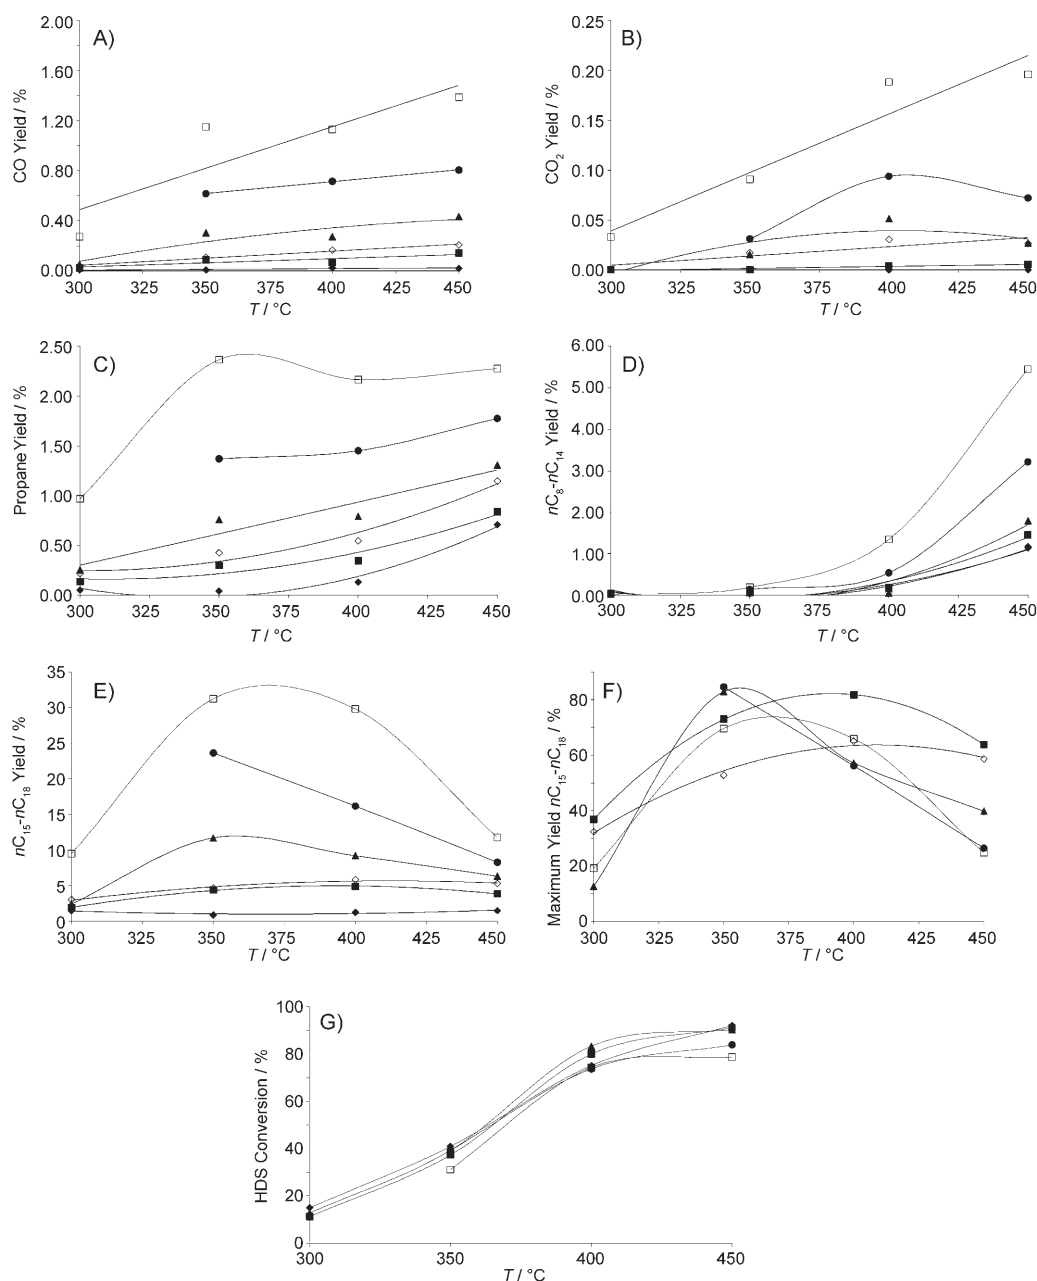 A)
CO Yield / %
2.00
1.60
1.20
0.80
0.40
0.00
300 325 350 375 400 425 450
T / °C
B)
CO₂ Yield / %
0.25
0.20
0.15
0.10
0.05
0.00
300 325 350 375 400 425 450
T / °C
C)
Propane Yield / %
2.50
2.00
1.50
1.00
0.50
0.00
300 325 350 375 400 425 450
T / °C
D)
nC₈-nC₁₄ Yield / %
6.00
5.00
4.00
3.00
2.00
1.00
0.00
300 325 350 375 400 425 450
T / °C
E)
nC₁₅-nC₁₈ Yield / %
35
30
25
20
15
10
5
0
300 325 350 375 400 425 450
T / °C
F)
Maximum Yield nC₁₅-nC₁₈ / %
80
60
40
20
0
300 325 350 375 400 425 450
T / °C
G)
HDS Conversion / %
100
80
60
40
20
0
300 350 400 450
T / °C